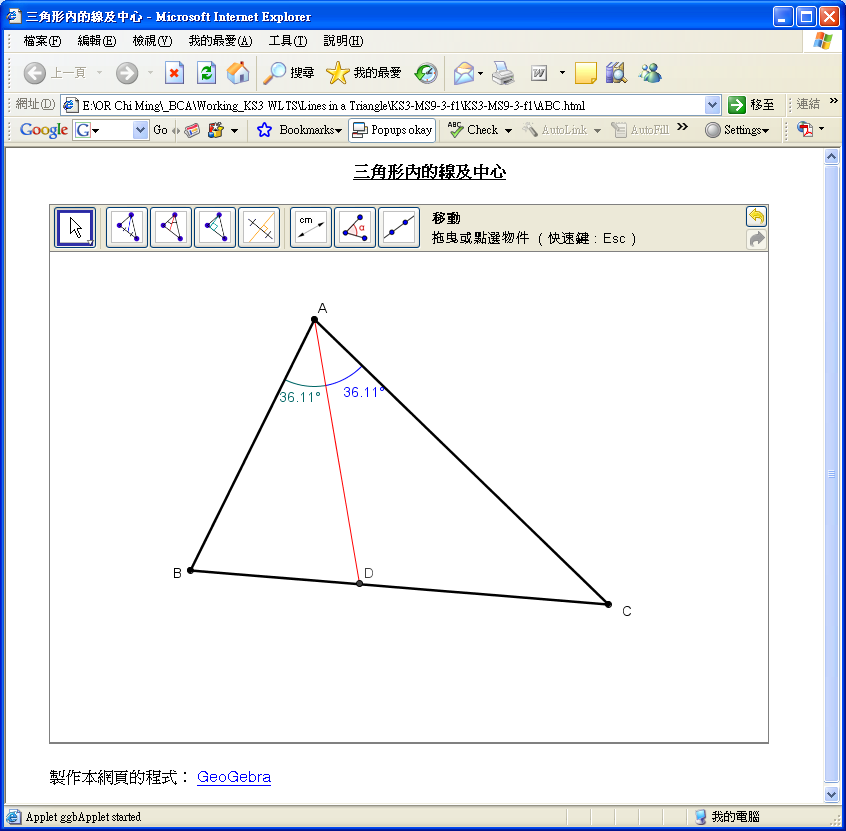 三角形內的線及中心 - Microsoft Internet Explorer
檔案(F) 編輯(E) 檢視(V) 我的最愛(A) 工具(T) 說明(H)
上一頁 搜尋 我的最愛
網址(D) E:\OR Chi Ming\_BCA\Working_KS3 WLTS\Lines in a Triangle\KS3-MS9-3-f1\KS3-MS9-3-f1\ABC.html 移至 連結 »
Google G Go Bookmarks Popups okay ABC Check AutoLink AutoFill » Settings
三角形內的線及中心
cm α 移動
拖曳或點選物件 ( 快速鍵 : Esc )
A
36.11° 36.11°
B D
C
製作本網頁的程式： GeoGebra
Applet ggbApplet started 我的電腦